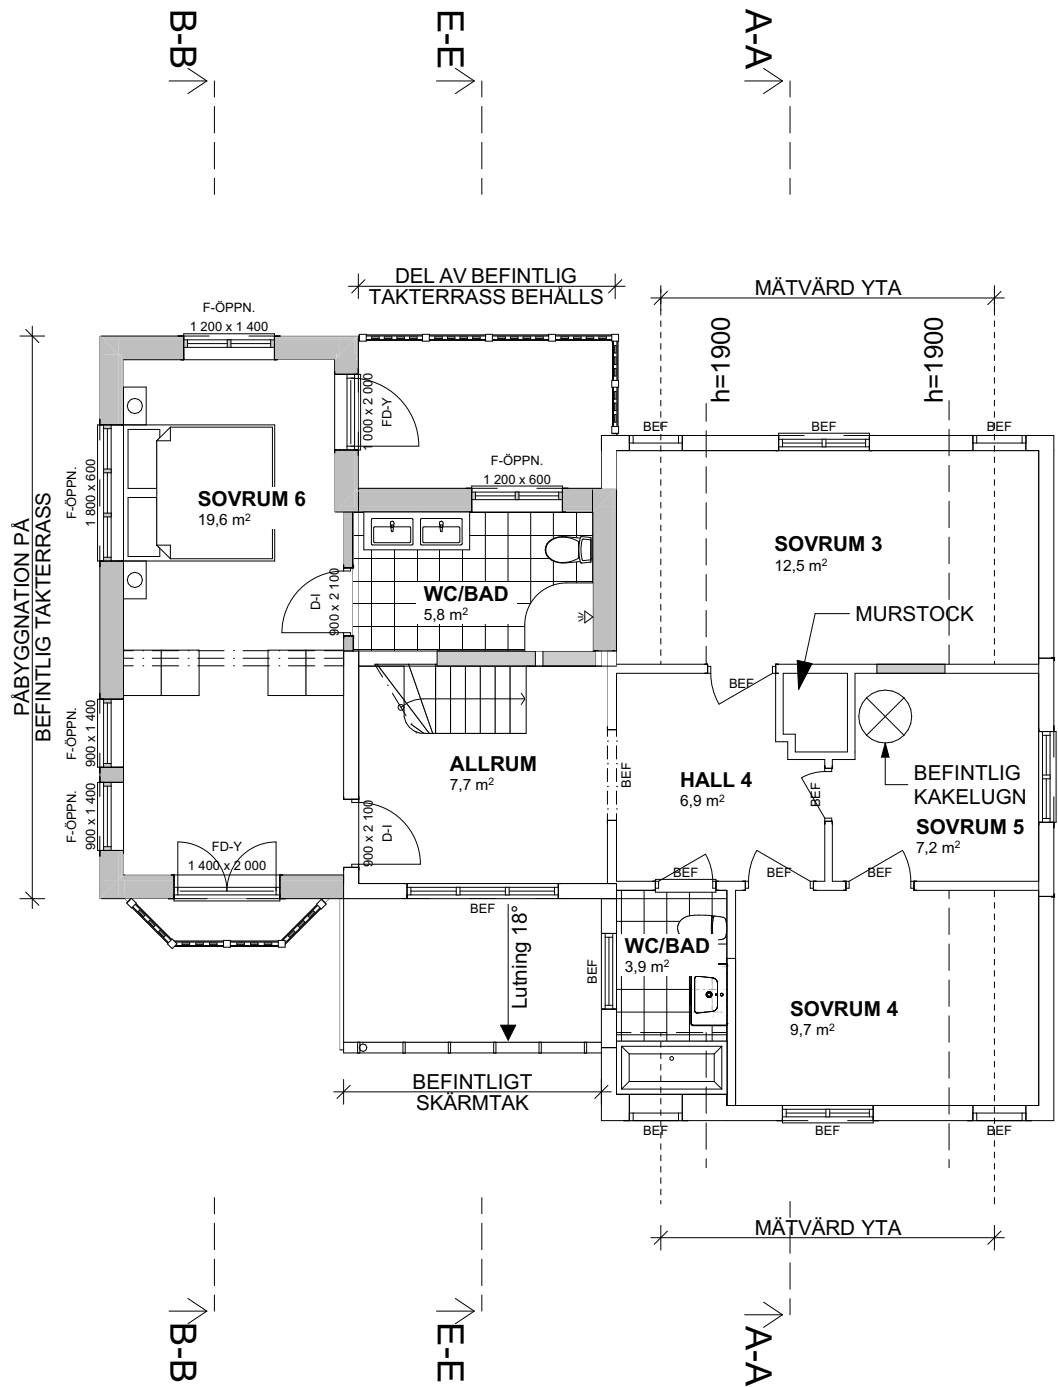 B-B
E-E
A-A
DEL AV BEFINTLIG
TAKTERRASS BEHÅLLS
MÄTVÄRD YTA
F-ÖPPN.
1 200 x 1 400
h=1900
h=1900
1 000 x 2 000
FD-Y
BEF
BEF
BEF
F-ÖPPN.
1 200 x 600
F-ÖPPN.
1 800 x 600
SOVRUM 6
19,6 m²
PÅBYGGNATION PÅ
BEFINTLIG TAKTERRASS
SOVRUM 3
12,5 m²
D-I
900 x 2 100
WC/BAD
5,8 m²
MURSTOCK
BEF
F-ÖPPN.
900 x 1 400
ALLRUM
7,7 m²
BEF
HALL 4
6,9 m²
BEF
BEFINTLIG
KAKELUGN
BEF
F-ÖPPN.
900 x 1 400
900 x 2 100
D-I
SOVRUM 5
7,2 m²
FD-Y
1 400 x 2 000
BEF
BEF
BEF
BEF
Lutning 18°
BEF
WC/BAD
3,9 m²
SOVRUM 4
9,7 m²
BEFINTLIGT
SKÄRMTAK
BEF
BEF
BEF
MÄTVÄRD YTA
B-B
E-E
A-A